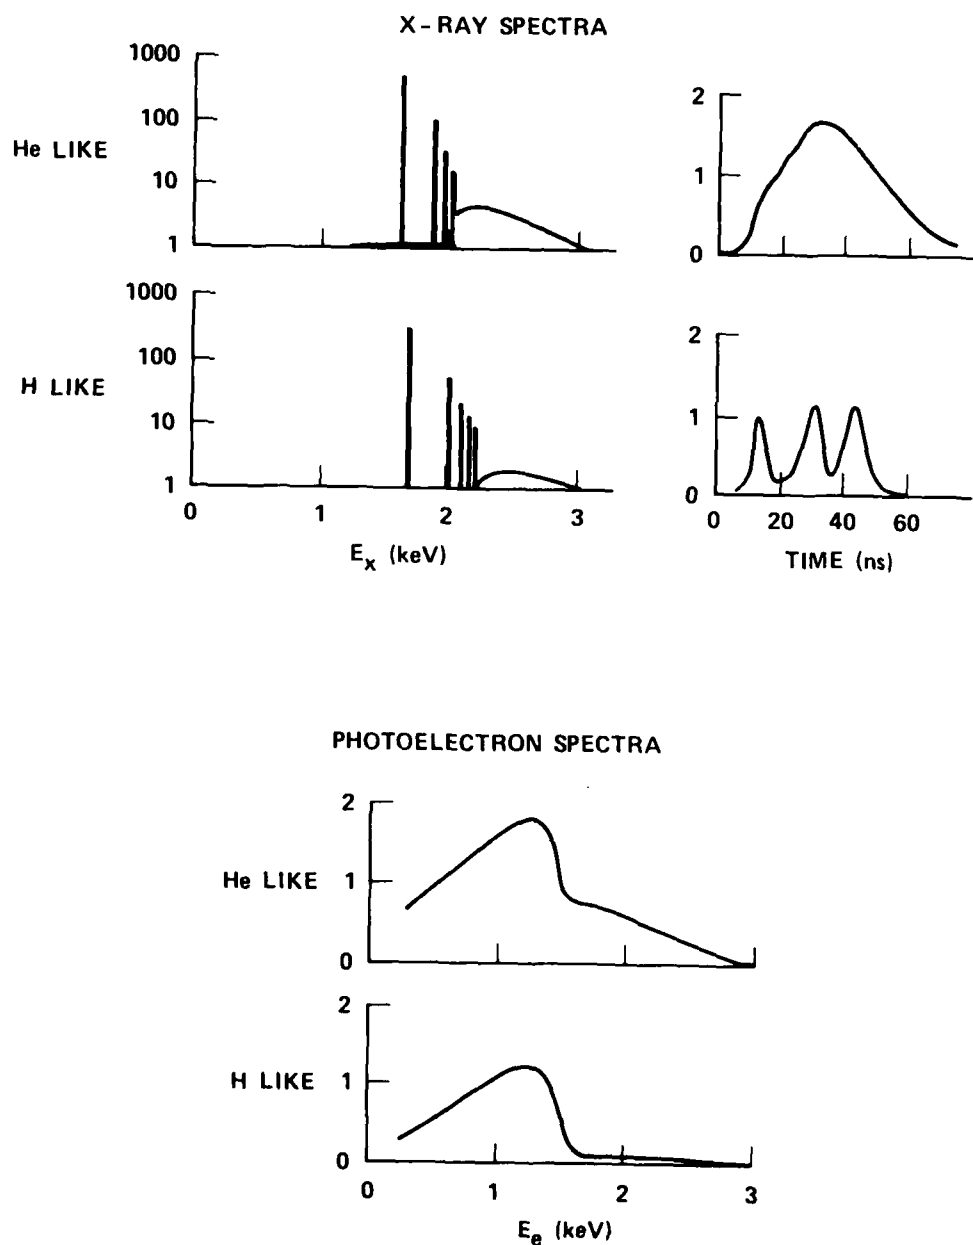 X-RAY SPECTRA
He LIKE
1000
100
10
1
2
1
0
H LIKE
1000
100
10
1
0 1 2 3
E_x (keV)
2
1
0
0 20 40 60
TIME (ns)
PHOTOELECTRON SPECTRA
He LIKE
2
1
0
H LIKE
2
1
0
0 1 2 3
E_e (keV)